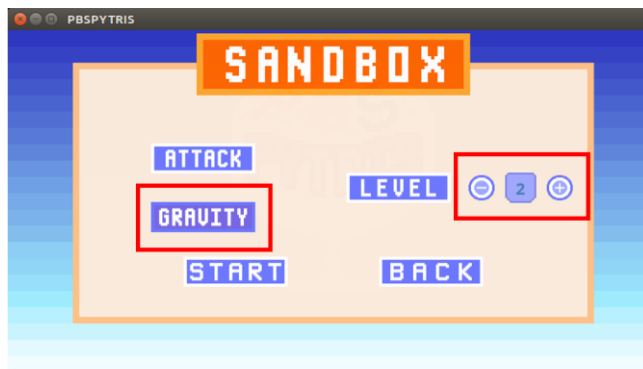 PBSPYTRIS
SANDBOX
ATTACK
LEVEL
2
GRAVITY
START
BACK